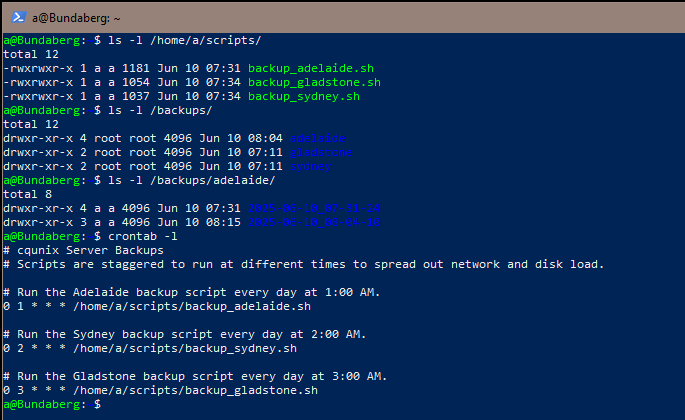 a@Bundaberg: ~
a@Bundaberg:~$ ls -l /home/a/scripts/
total 12
-rwxrwxr-x 1 a a 1181 Jun 10 07:31 backup_adelaide.sh
-rwxrwxr-x 1 a a 1054 Jun 10 07:34 backup_gladstone.sh
-rwxrwxr-x 1 a a 1037 Jun 10 07:34 backup_sydney.sh
a@Bundaberg:~$ ls -l /backups/
total 12
drwxr-xr-x 4 root root 4096 Jun 10 08:04 adelaide
drwxr-xr-x 2 root root 4096 Jun 10 07:11 gladstone
drwxr-xr-x 2 root root 4096 Jun 10 07:11 sydney
a@Bundaberg:~$ ls -l /backups/adelaide/
total 8
drwxr-xr-x 4 a a 4096 Jun 10 07:31
drwxr-xr-x 3 a a 4096 Jun 10 08:15
a@Bundaberg:~$ crontab -l
# cqunix Server Backups
# Scripts are staggered to run at different times to spread out network and disk load.
# Run the Adelaide backup script every day at 1:00 AM.
0 1 * * * /home/a/scripts/backup_adelaide.sh
# Run the Sydney backup script every day at 2:00 AM.
0 2 * * * /home/a/scripts/backup_sydney.sh
# Run the Gladstone backup script every day at 3:00 AM.
0 3 * * * /home/a/scripts/backup_gladstone.sh
a@Bundaberg:~$